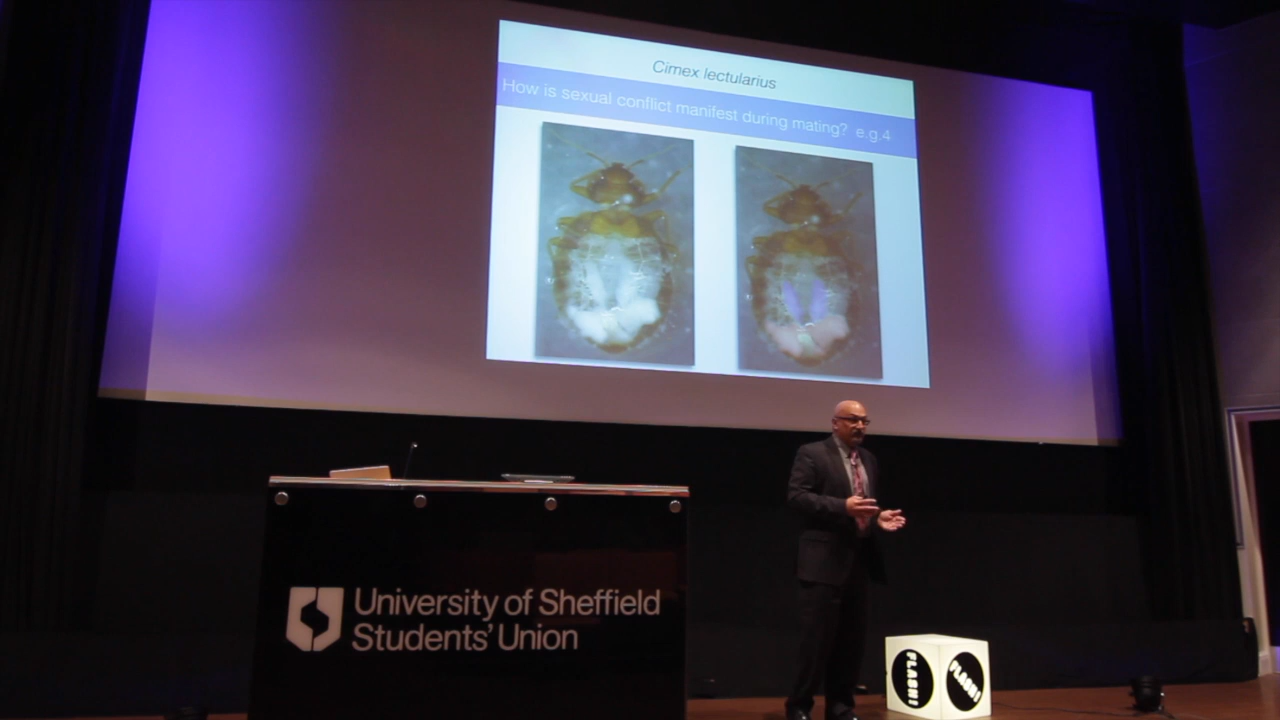 Cimex lectularius
How is sexual conflict manifest during mating? e.g.4
University of Sheffield
Students' Union
FLASH!
FLASH!